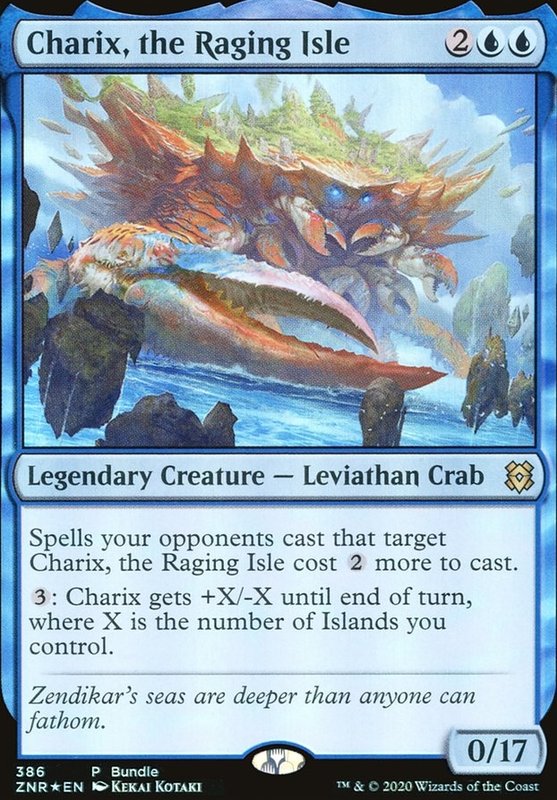 Charix, the Raging Isle 2
Legendary Creature — Leviathan Crab
Spells your opponents cast that target
Charix, the Raging Isle cost 2 more to cast.
3: Charix gets +X/-X until end of turn,
where X is the number of Islands you
control.
Zendikar's seas are deeper than anyone can
fathom.
0/17
386 P Bundle
ZNR★EN Kekai Kotaki
™ & © 2020 Wizards of the Coast